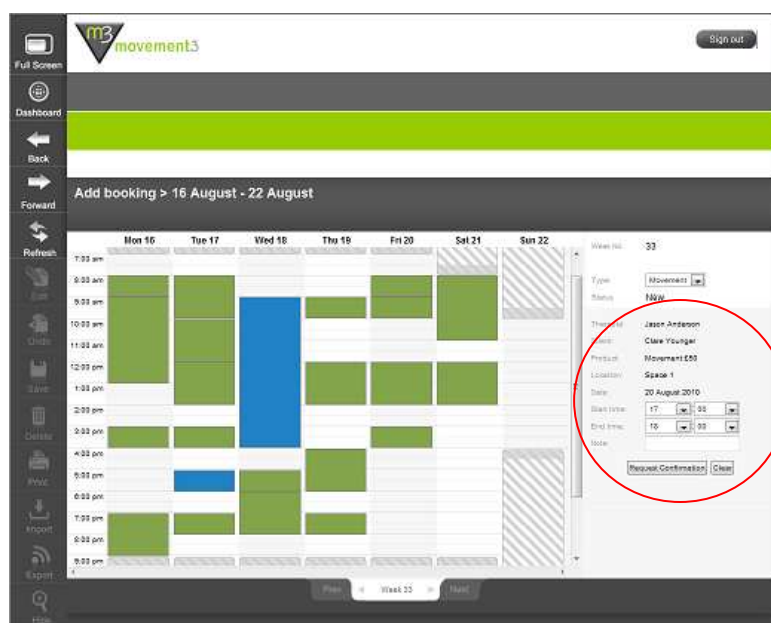 m3 movement3
Sign out
Full Screen
Dashboard
Back
Forward
Refresh
Edit
Undo
Save
Delete
Print
Import
Export
Hide
Add booking > 16 August - 22 August
Mon 16 Tue 17 Wed 18 Thu 19 Fri 20 Sat 21 Sun 22
7:00 am
8:00 am
9:00 am
10:00 am
11:00 am
12:00 pm
1:00 pm
2:00 pm
3:00 pm
4:00 pm
5:00 pm
6:00 pm
7:00 pm
8:00 pm
9:00 pm
Week no. 33
Type: Movement
Status: New
Jason Anderson
Clare Younger
Product: Movement £50
Location: Space 1
Date: 20 August 2010
Start time: 17 : 00
End time: 18 : 00
Note:
Request Confirmation Clear
Prev Week 33 Next